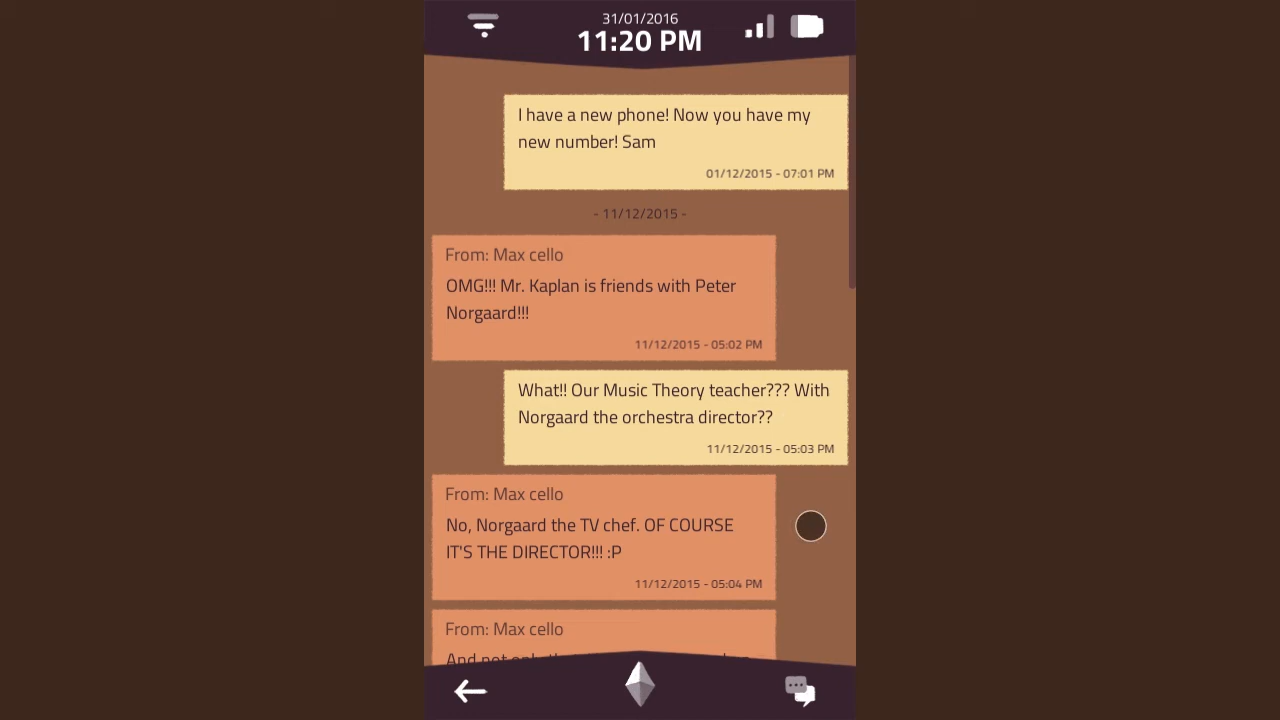 31/01/2016
11:20 PM
I have a new phone! Now you have my
new number! Sam
01/12/2015 - 07:01 PM
- 11/12/2015 -
From: Max cello
OMG!!! Mr. Kaplan is friends with Peter
Norgaard!!!
11/12/2015 - 05:02 PM
What!! Our Music Theory teacher??? With
Norgaard the orchestra director??
11/12/2015 - 05:03 PM
From: Max cello
No, Norgaard the TV chef. OF COURSE
IT'S THE DIRECTOR!!! :P
11/12/2015 - 05:04 PM
From: Max cello
And not only